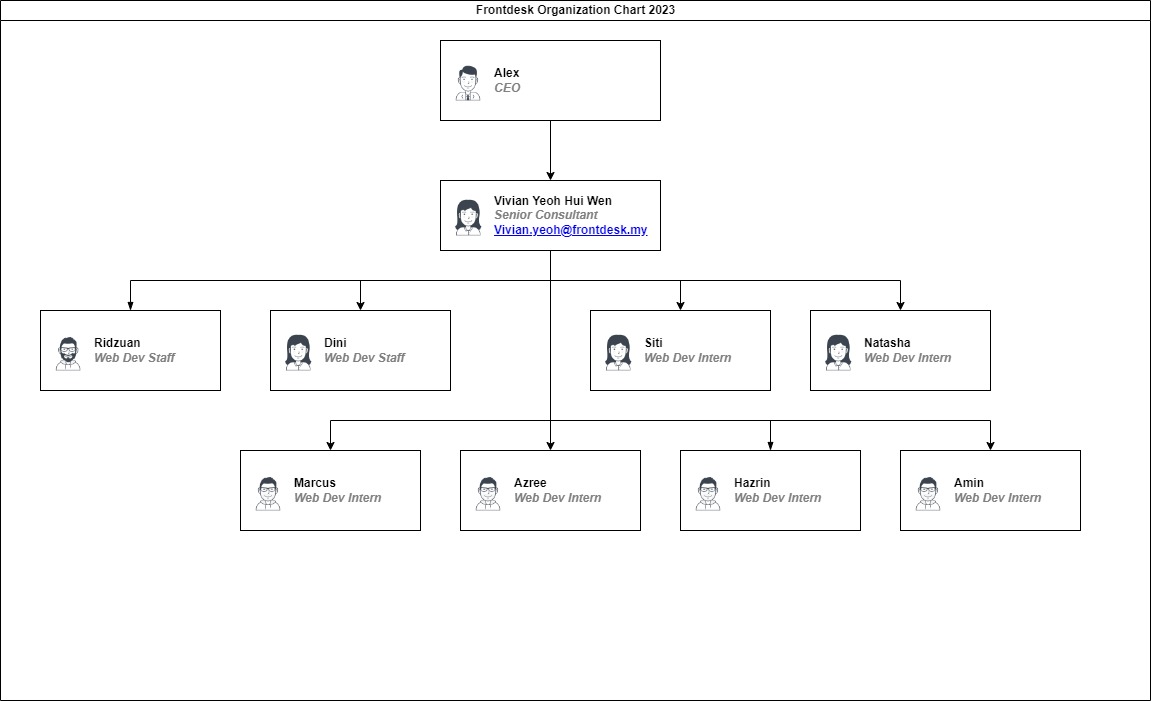 Frontdesk Organization Chart 2023
Alex
CEO
Vivian Yeoh Hui Wen
Senior Consultant
Vivian.yeoh@frontdesk.my
Ridzuan
Web Dev Staff
Dini
Web Dev Staff
Siti
Web Dev Intern
Natasha
Web Dev Intern
Marcus
Web Dev Intern
Azree
Web Dev Intern
Hazrin
Web Dev Intern
Amin
Web Dev Intern